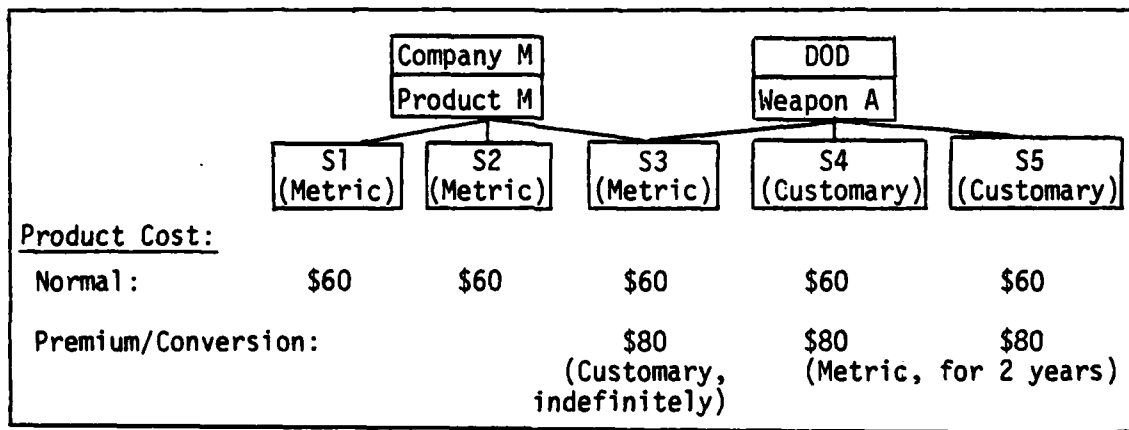 Company M DOD
Product M Weapon A
S1 S2 S3 S4 S5
(Metric) (Metric) (Metric) (Customary) (Customary)
Product Cost:
Normal: $60 $60 $60 $60 $60
Premium/Conversion: $80 $80 $80
(Customary, (Metric, for 2 years)
indefinitely)